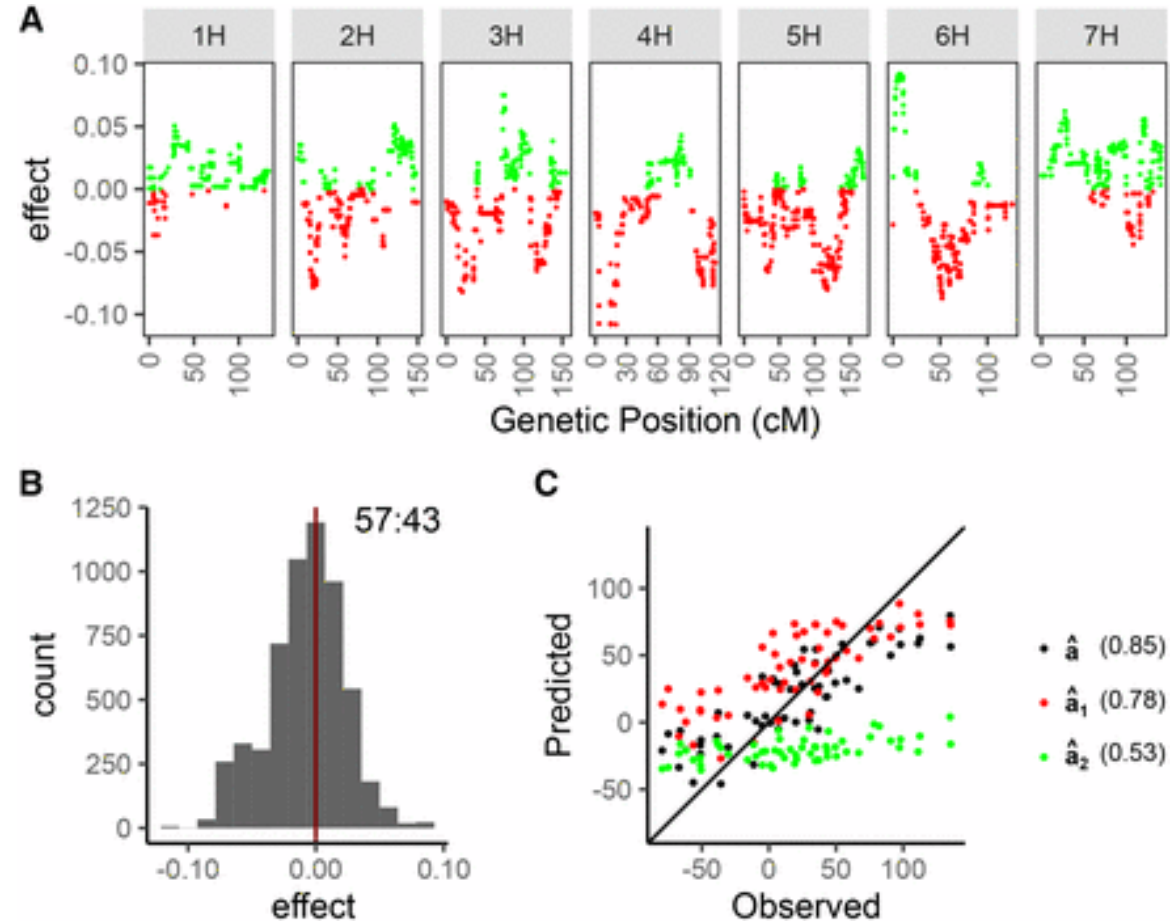 A
1H 2H 3H 4H 5H 6H 7H
0.10
0.05
0.00
-0.05
-0.10
effect
0 50 100 0 50 100 150 0 50 100 150 0 30 60 90 120 0 50 100 150 0 50 100 0 50 100
Genetic Position (cM)
B
1250
1000
750
500
250
0
count
57:43
-0.10 0.00 0.10
effect
C
100
50
0
-50
Predicted
-50 0 50 100
Observed
â (0.85)
â₁ (0.78)
â₂ (0.53)